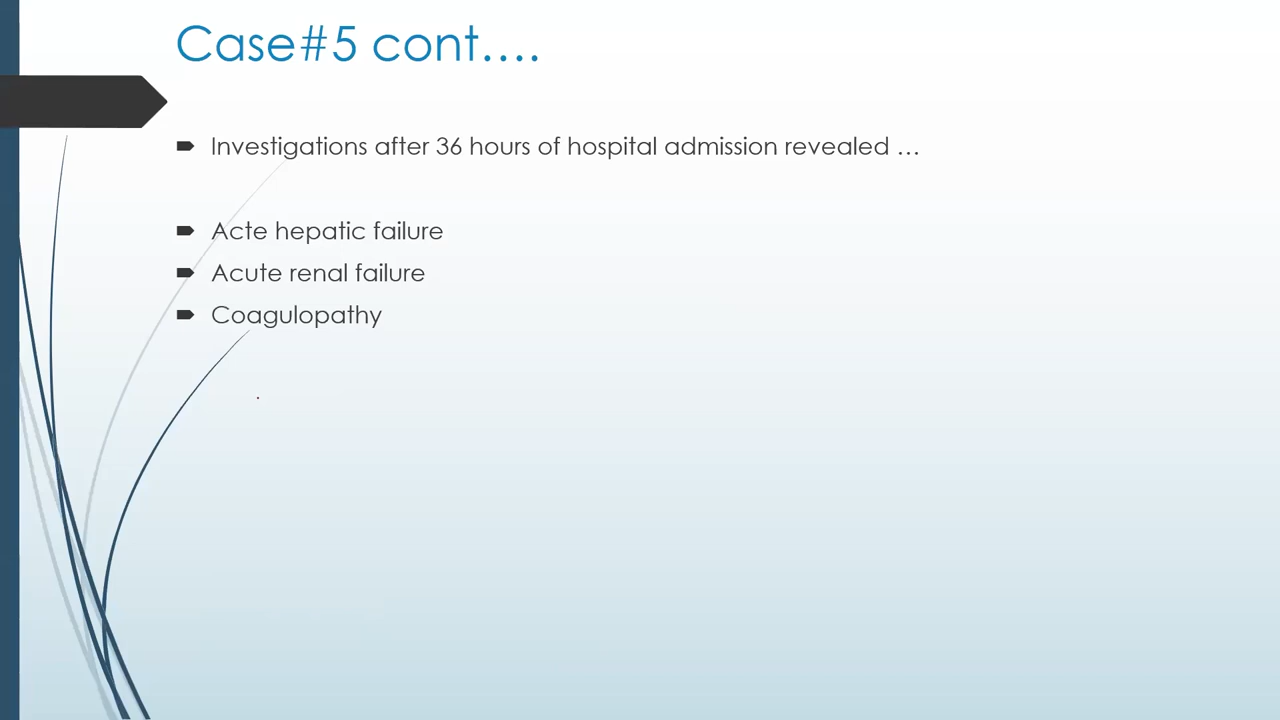 Case#5 cont....
Investigations after 36 hours of hospital admission revealed ...
Acte hepatic failure
Acute renal failure
Coagulopathy